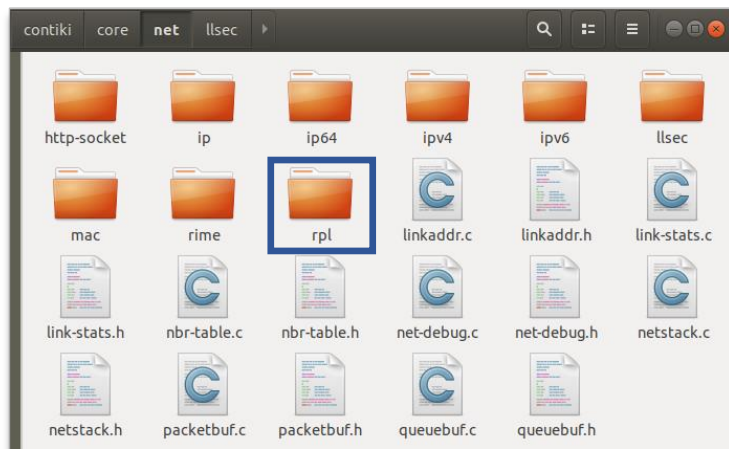 contiki core net llsec
http-socket ip ip64 ipv4 ipv6 llsec
mac rime rpl linkaddr.c linkaddr.h link-stats.c
link-stats.h nbr-table.c nbr-table.h net-debug.c net-debug.h netstack.c
netstack.h packetbuf.c packetbuf.h queuebuf.c queuebuf.h